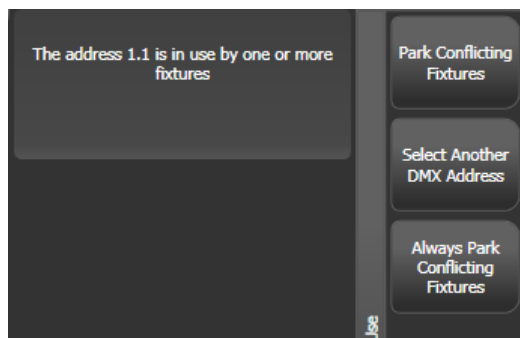 The address 1.1 is in use by one or more
fixtures
Park Conflicting
Fixtures
Select Another
DMX Address
Always Park
Conflicting
Fixtures
Use